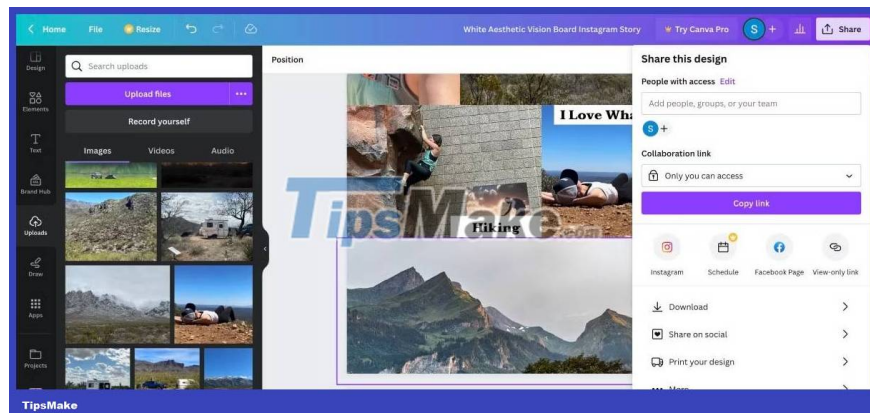 Home File Resize White Aesthetic Vision Board Instagram Story Try Canva Pro S + Share
Design
Elements
Text
Brand Hub
Uploads
Draw
Apps
Projects
Search uploads
Upload files
Record yourself
Images Videos Audio
Position
I Love Wha
Hiking
TipsMake.com
Share this design
People with access Edit
Add people, groups, or your team
S +
Collaboration link
Only you can access
Copy link
Instagram Schedule Facebook Page View-only link
Download
Share on social
Print your design
TipsMake